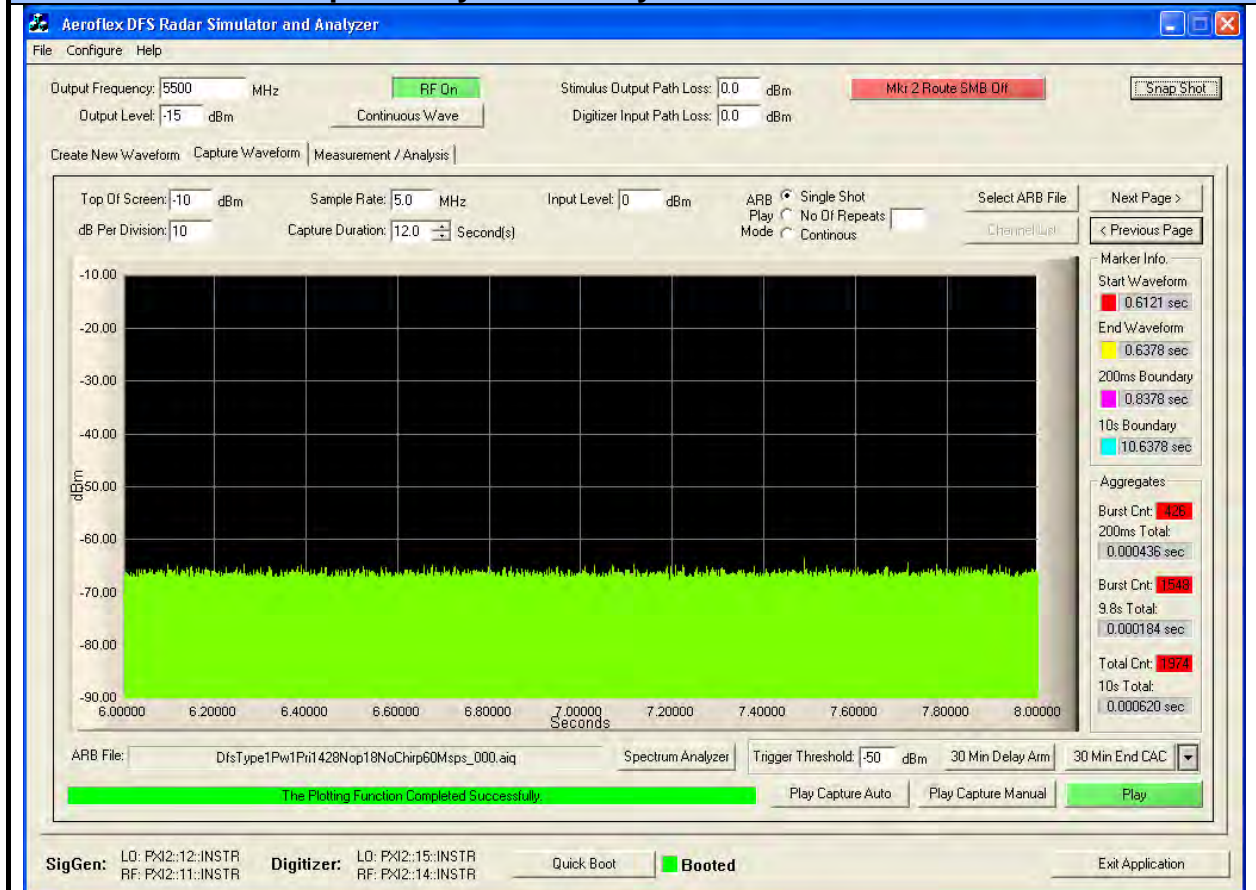 Aeroflex DFS Radar Simulator and Analyzer
File Configure Help
Output Frequency: 5500 MHz
RF On
Stimulus Output Path Loss: 0.0 dBm
Mkr 2 Route SMB Off
Snap Shot
Output Level: -15 dBm
Continuous Wave
Digitizer Input Path Loss: 0.0 dBm
Create New Waveform Capture Waveform Measurement / Analysis
Top Of Screen: -10 dBm
Sample Rate: 5.0 MHz
Input Level: 0 dBm
ARB Play Mode
Single Shot
No Of Repeats
Continous
Select ARB File
Next Page >
dB Per Division: 10
Capture Duration: 12.0 Second(s)
Channel List
< Previous Page
-10.00
-20.00
-30.00
-40.00
-50.00
-60.00
-70.00
-80.00
-90.00
dBm
6.00000 6.20000 6.40000 6.60000 6.80000 7.00000 7.20000 7.40000 7.60000 7.80000 8.00000
Seconds
Marker Info.
Start Waveform
0.6121 sec
End Waveform
0.6378 sec
200ms Boundary
0.8378 sec
10s Boundary
10.6378 sec
Aggregates
Burst Cnt: 426
200ms Total:
0.000436 sec
Burst Cnt: 1548
9.8s Total:
0.000184 sec
Total Cnt: 1974
10s Total:
0.000620 sec
ARB File: DfsType1Pw1Pri1428Nop18NoChirp60Msps_000.aiq
Spectrum Analyzer
Trigger Threshold: -50 dBm
30 Min Delay Arm
30 Min End CAC
The Plotting Function Completed Successfully.
Play Capture Auto
Play Capture Manual
Play
SigGen: LO: PXI2::12::INSTR
RF: PXI2::11::INSTR
Digitizer: LO: PXI2::15::INSTR
RF: PXI2::14::INSTR
Quick Boot
Booted
Exit Application